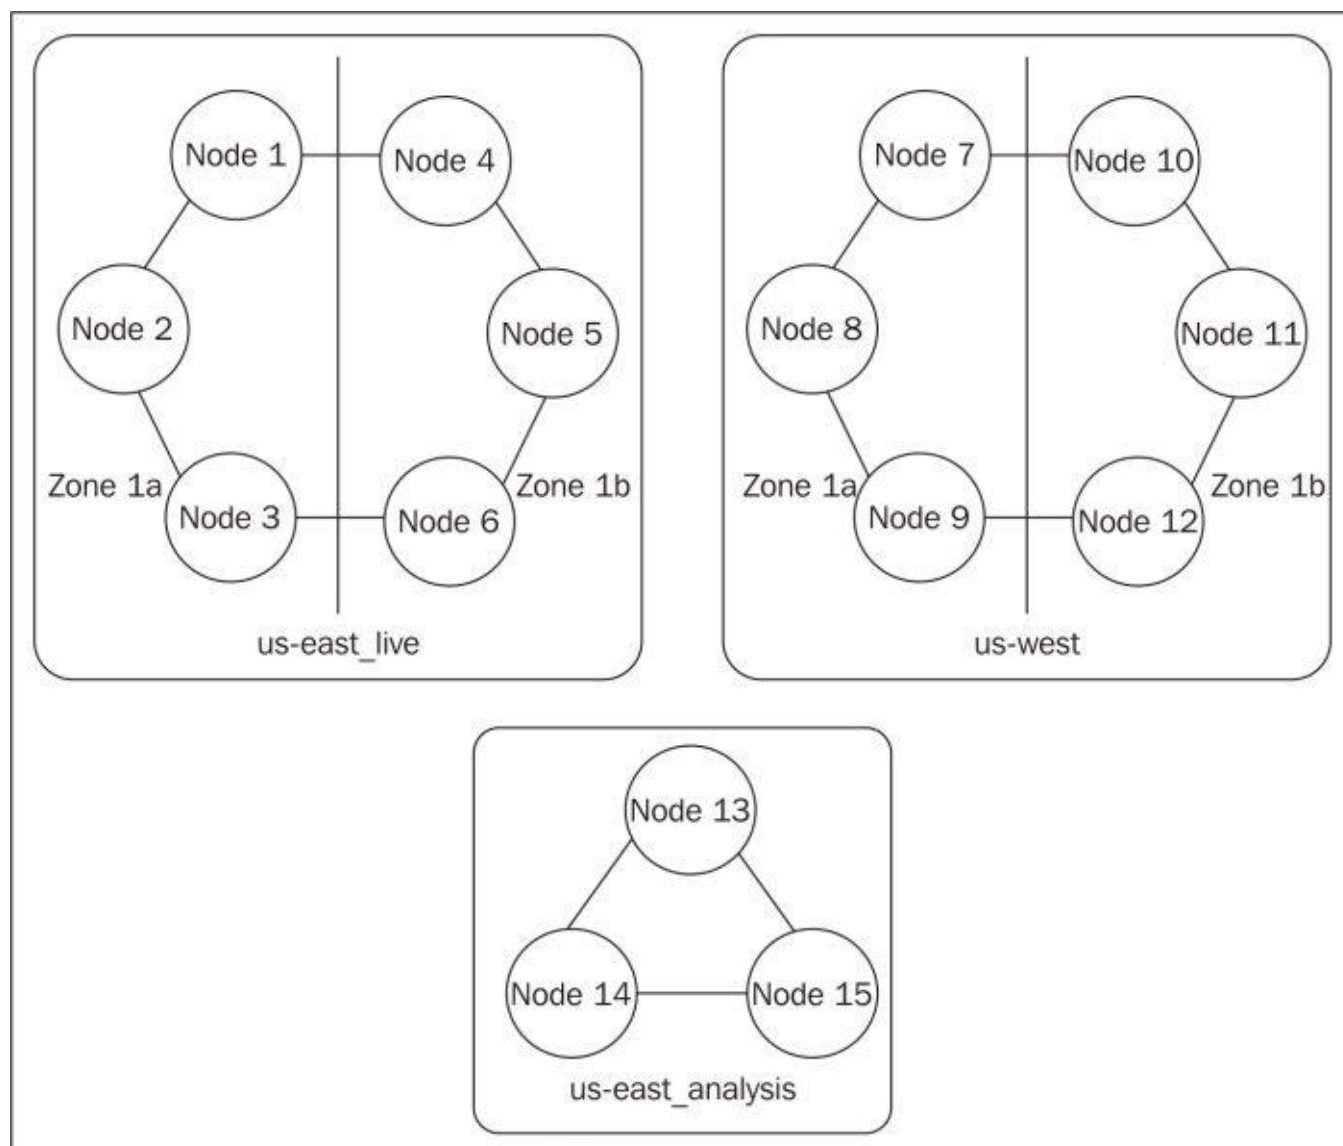 Node 1
Node 4
Node 2
Node 5
Zone 1a
Zone 1b
Node 3
Node 6
us-east_live
Node 7
Node 10
Node 8
Node 11
Zone 1a
Zone 1b
Node 9
Node 12
us-west
Node 13
Node 14
Node 15
us-east_analysis